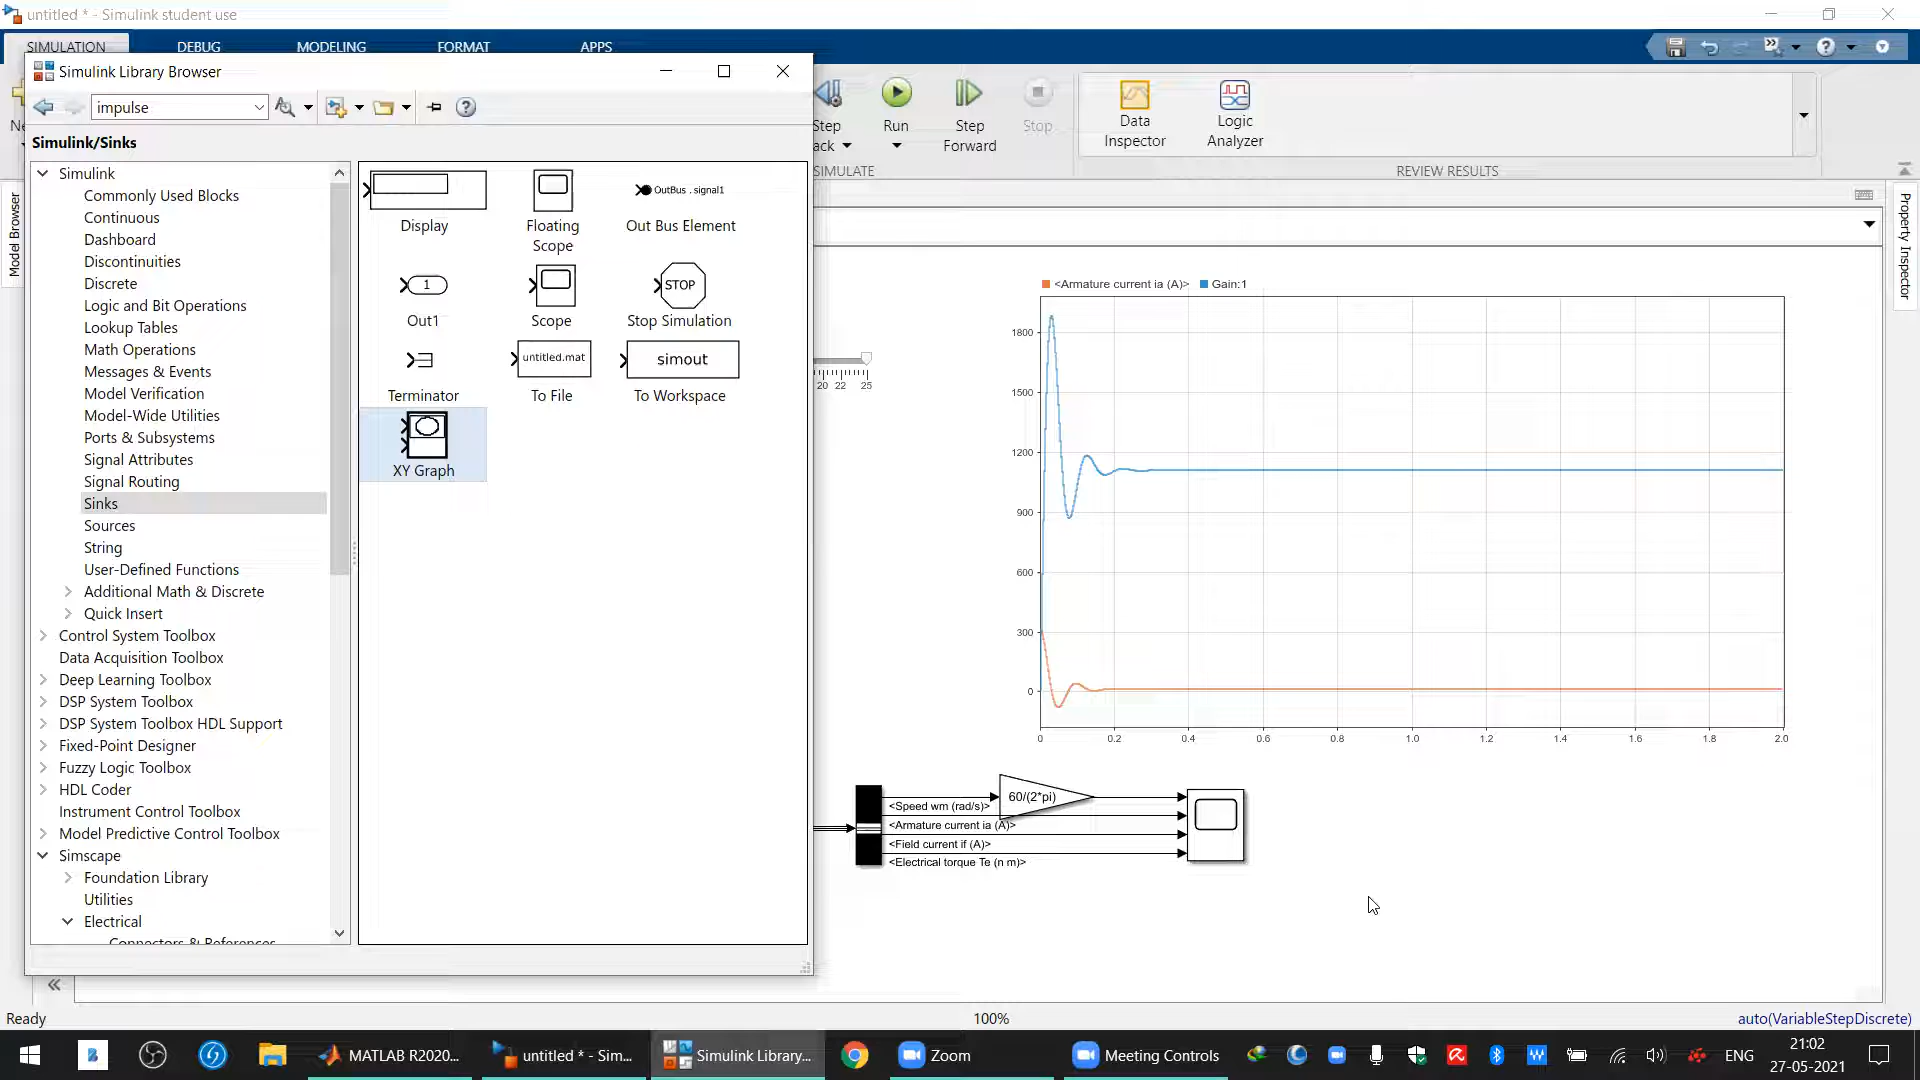 untitled * - Simulink student use
SIMULATION
DEBUG
MODELING
FORMAT
APPS
Simulink Library Browser
impulse
Step
Run
Step
Forward
Stop
Data
Inspector
Logic
Analyzer
SIMULATE
REVIEW RESULTS
Simulink/Sinks
Model Browser
Property Inspector
Simulink
Commonly Used Blocks
Continuous
Dashboard
Discontinuities
Discrete
Logic and Bit Operations
Lookup Tables
Math Operations
Messages & Events
Model Verification
Model-Wide Utilities
Ports & Subsystems
Signal Attributes
Signal Routing
Sinks
Sources
String
User-Defined Functions
Additional Math & Discrete
Quick Insert
Control System Toolbox
Data Acquisition Toolbox
Deep Learning Toolbox
DSP System Toolbox
DSP System Toolbox HDL Support
Fixed-Point Designer
Fuzzy Logic Toolbox
HDL Coder
Instrument Control Toolbox
Model Predictive Control Toolbox
Simscape
Foundation Library
Utilities
Electrical
Connectors & References
Display
Floating
Scope
OutBus . signal1
Out Bus Element
1
Out1
Scope
STOP
Stop Simulation
Terminator
untitled.mat
To File
simout
To Workspace
XY Graph
20 22 25
<Armature current ia (A)> Gain:1
1800
1500
1200
900
600
300
0
0 0.2 0.4 0.6 0.8 1.0 1.2 1.4 1.6 1.8 2.0
60/(2*pi)
<Speed wm (rad/s)>
<Armature current ia (A)>
<Field current if (A)>
<Electrical torque Te (n m)>
Ready
100%
auto(VariableStepDiscrete)
MATLAB R2020...
untitled * - Sim...
Simulink Library...
Zoom
Meeting Controls
ENG
21:02
27-05-2021